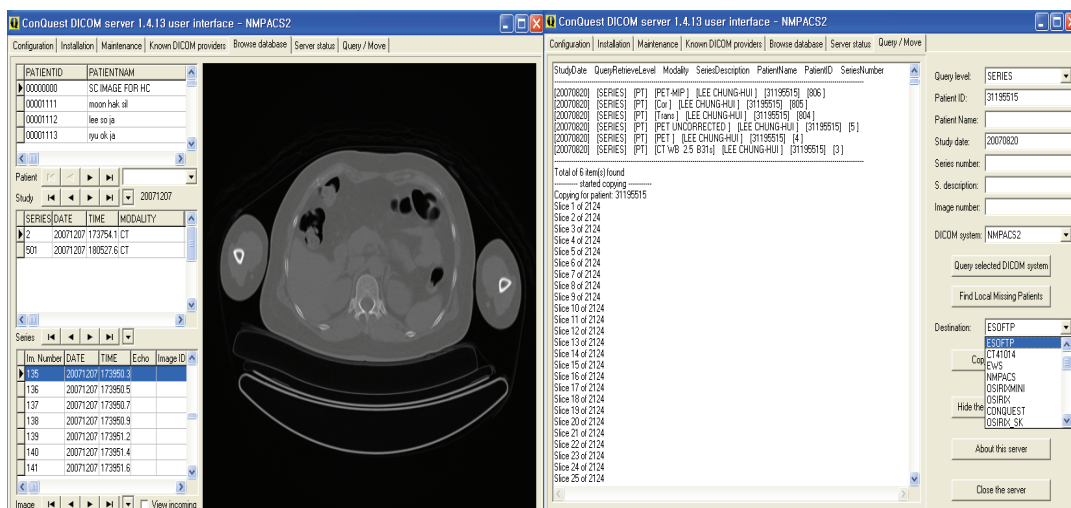 ConQuest DICOM server 1.4.13 user interface - NMPACS2
Configuration Installation Maintenance Known DICOM providers Browse database Server status Query / Move
PATIENTID PATIENTNAM
00000000 SC IMAGE FOR HC
00001111 moon hak sil
00001112 lee so ja
00001113 ryu ok ja
Patient
Study 20071207
SERIES DATE TIME MODALITY
2 20071207 173754.1 CT
501 20071207 180527.6 CT
Series
Im. Number DATE TIME Echo Image ID
135 20071207 173950.3
136 20071207 173950.5
137 20071207 173950.7
138 20071207 173950.9
139 20071207 173951.2
140 20071207 173951.4
141 20071207 173951.6
Image View incoming
ConQuest DICOM server 1.4.13 user interface - NMPACS2
Configuration Installation Maintenance Known DICOM providers Browse database Server status Query / Move
StudyDate QueryRetrieveLevel Modality SeriesDescription PatientName PatientID SeriesNumber
[20070820] [SERIES] [PT] [PET-MIP ] [LEE CHUNG-HUI ] [31195515] [806 ]
[20070820] [SERIES] [PT] [Cor ] [LEE CHUNG-HUI ] [31195515] [805 ]
[20070820] [SERIES] [PT] [Trans ] [LEE CHUNG-HUI ] [31195515] [804 ]
[20070820] [SERIES] [PT] [PET UNCORRECTED ] [LEE CHUNG-HUI ] [31195515] [5 ]
[20070820] [SERIES] [PT] [PET ] [LEE CHUNG-HUI ] [31195515] [4 ]
[20070820] [SERIES] [PT] [CT WB 2.5 B31s] [LEE CHUNG-HUI ] [31195515] [3 ]
Total of 6 item(s) found
---------- started copying ----------
Copying for patient: 31195515
Slice 1 of 2124
Slice 2 of 2124
Slice 3 of 2124
Slice 4 of 2124
Slice 5 of 2124
Slice 6 of 2124
Slice 7 of 2124
Slice 8 of 2124
Slice 9 of 2124
Slice 10 of 2124
Slice 11 of 2124
Slice 12 of 2124
Slice 13 of 2124
Slice 14 of 2124
Slice 15 of 2124
Slice 16 of 2124
Slice 17 of 2124
Slice 18 of 2124
Slice 19 of 2124
Slice 20 of 2124
Slice 21 of 2124
Slice 22 of 2124
Slice 23 of 2124
Slice 24 of 2124
Slice 25 of 2124
Query level: SERIES
Patient ID: 31195515
Patient Name:
Study date: 20070820
Series number:
S. description:
Image number:
DICOM system: NMPACS2
Query selected DICOM system
Find Local Missing Patients
Destination: ESOFTP
ESOFTP
CT41014
EWS
NMPACS
OSIRIXMINI
OSIRIX
CONQUEST
OSIRIX_SK
Cop
Hide the
About this server
Close the server